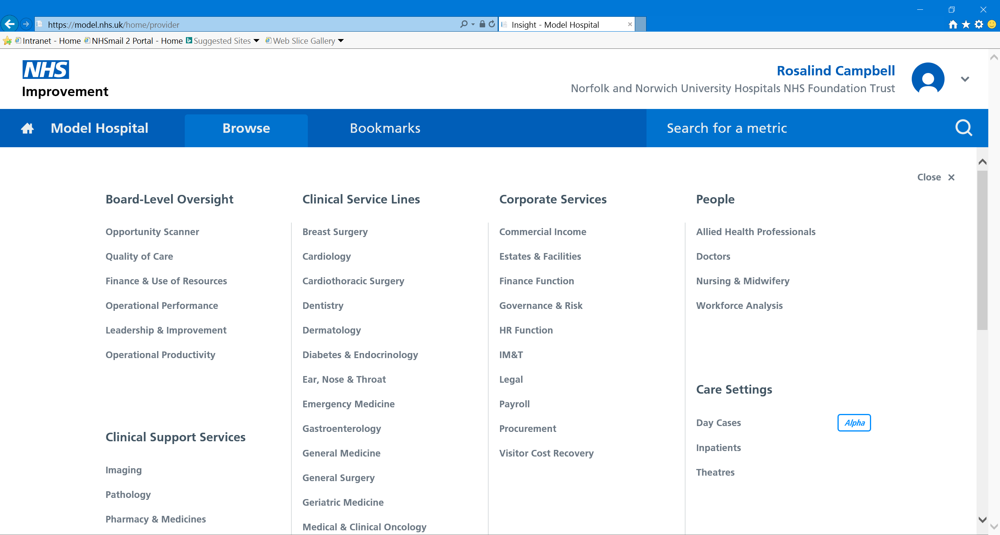 https://model.nhs.uk/home/provider
Insight - Model Hospital
Intranet - Home
NHSmail 2 Portal - Home
Suggested Sites
Web Slice Gallery
NHS
Improvement
Rosalind Campbell
Norfolk and Norwich University Hospitals NHS Foundation Trust
Model Hospital
Browse
Bookmarks
Search for a metric
Close
Board-Level Oversight
Opportunity Scanner
Quality of Care
Finance & Use of Resources
Operational Performance
Leadership & Improvement
Operational Productivity
Clinical Support Services
Imaging
Pathology
Pharmacy & Medicines
Clinical Service Lines
Breast Surgery
Cardiology
Cardiothoracic Surgery
Dentistry
Dermatology
Diabetes & Endocrinology
Ear, Nose & Throat
Emergency Medicine
Gastroenterology
General Medicine
General Surgery
Geriatric Medicine
Medical & Clinical Oncology
Corporate Services
Commercial Income
Estates & Facilities
Finance Function
Governance & Risk
HR Function
IM&T
Legal
Payroll
Procurement
Visitor Cost Recovery
People
Allied Health Professionals
Doctors
Nursing & Midwifery
Workforce Analysis
Care Settings
Day Cases
Alpha
Inpatients
Theatres